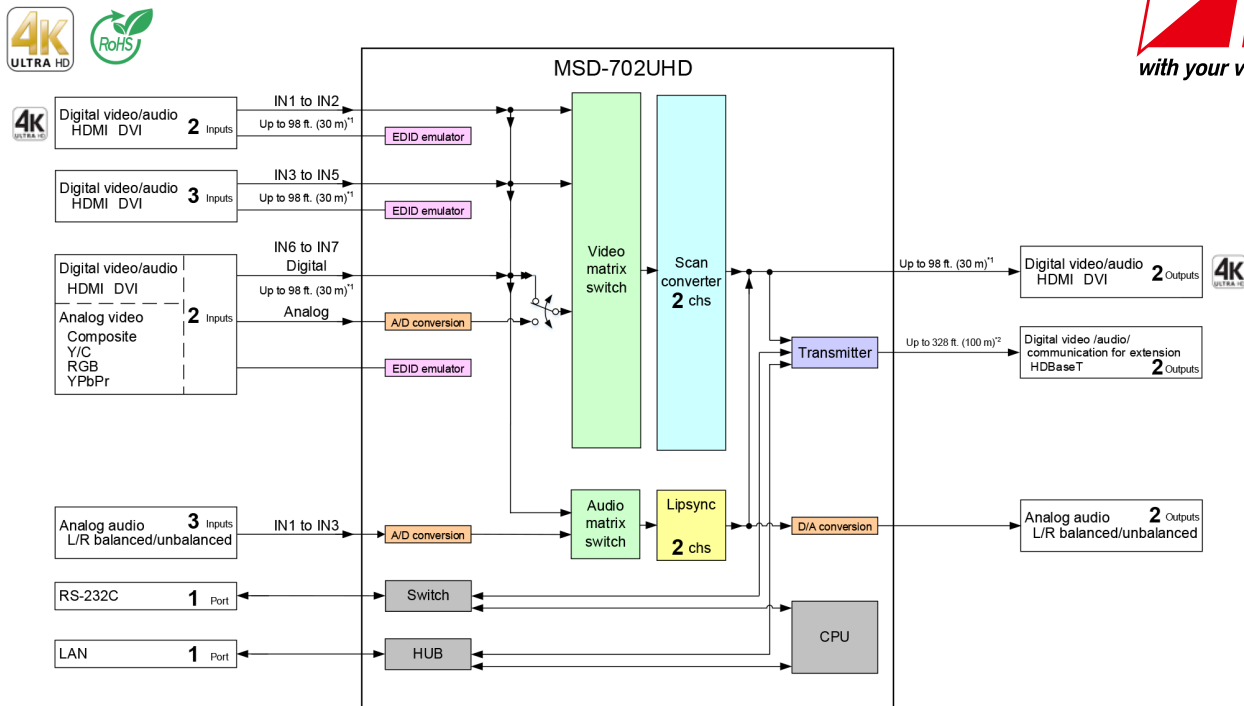 4K
ULTRA HD
RoHS
with your v
MSD-702UHD
4K
ULTRA HD
Digital video/audio
HDMI DVI
2 Inputs
IN1 to IN2
Up to 98 ft. (30 m)*1
EDID emulator
Digital video/audio
HDMI DVI
3 Inputs
IN3 to IN5
Up to 98 ft. (30 m)*1
EDID emulator
Digital video/audio
HDMI DVI
Analog video
Composite
Y/C
RGB
YPbPr
2 Inputs
IN6 to IN7
Digital
Up to 98 ft. (30 m)*1
Analog
A/D conversion
EDID emulator
Video
matrix
switch
Scan
converter
2 chs
Up to 98 ft. (30 m)*1
Digital video/audio
HDMI DVI
2 Outputs
4K
ULTRA HD
Transmitter
Up to 328 ft. (100 m)*2
Digital video /audio/
communication for extension
HDBaseT
2 Outputs
Analog audio
3 Inputs
L/R balanced/unbalanced
IN1 to IN3
A/D conversion
Audio
matrix
switch
Lipsync
2 chs
D/A conversion
Analog audio
2 Outputs
L/R balanced/unbalanced
RS-232C
1 Port
Switch
CPU
LAN
1 Port
HUB